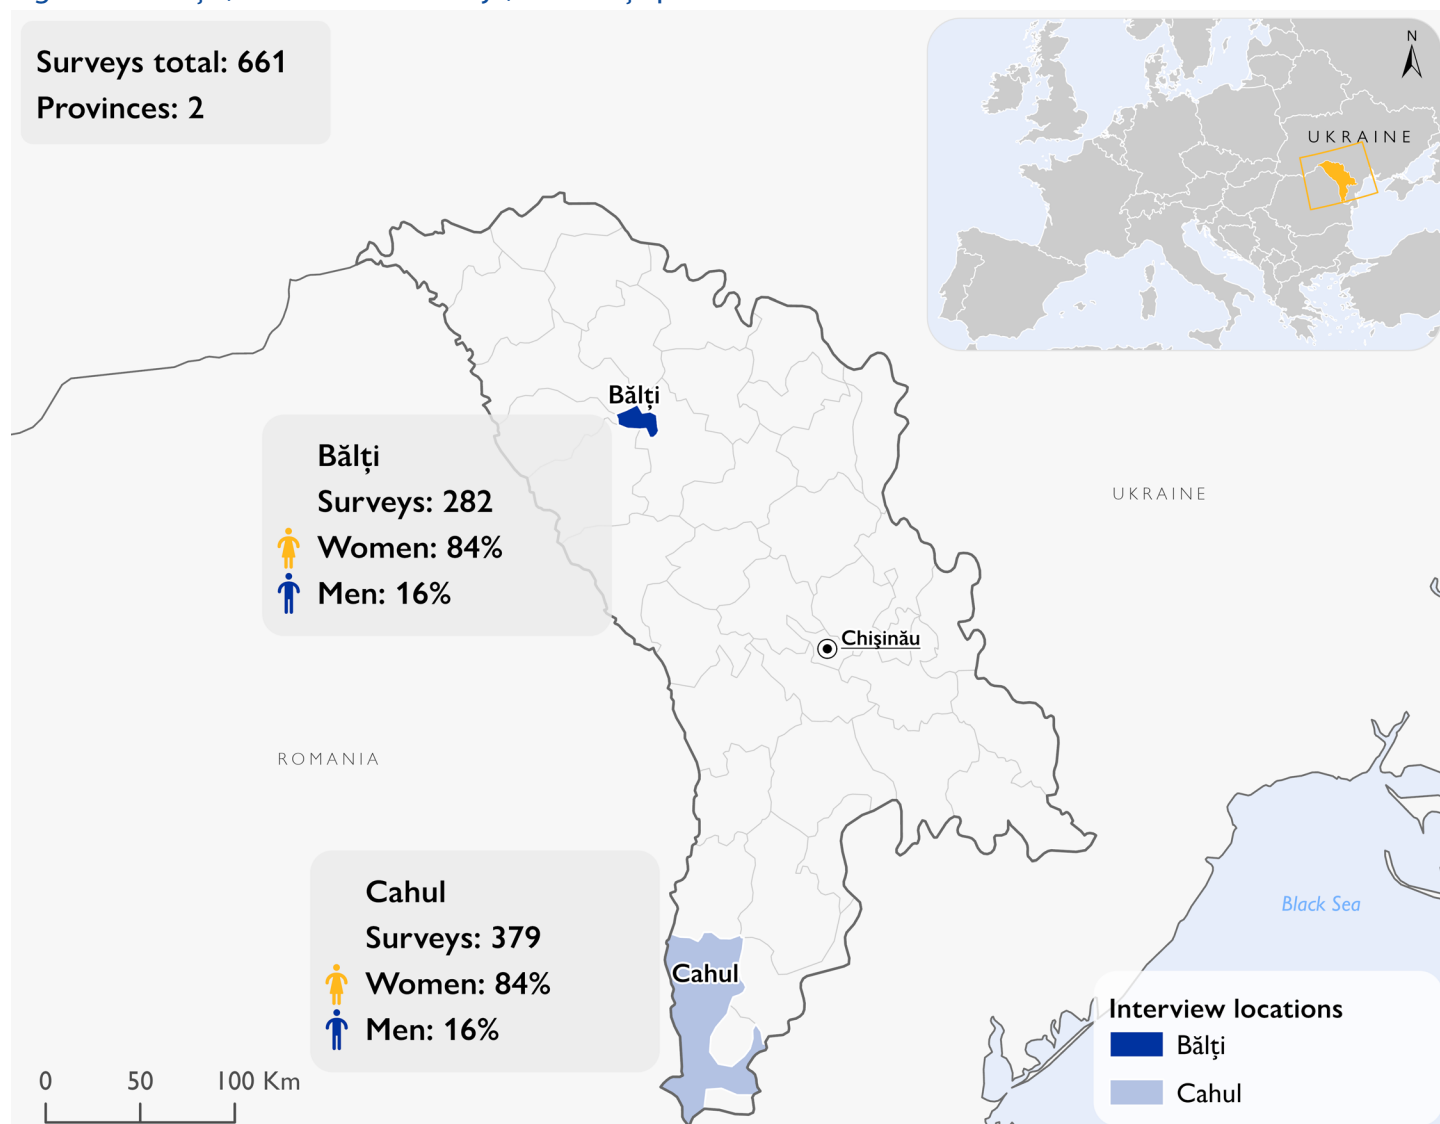 Surveys total: 661
Provinces: 2
N
UKRAINE
Bălți
Bălți
Surveys: 282
Women: 84%
Men: 16%
UKRAINE
Chişinău
ROMANIA
Cahul
Surveys: 379
Women: 84%
Men: 16%
Cahul
Black Sea
Interview locations
Bălți
Cahul
0 50 100 Km